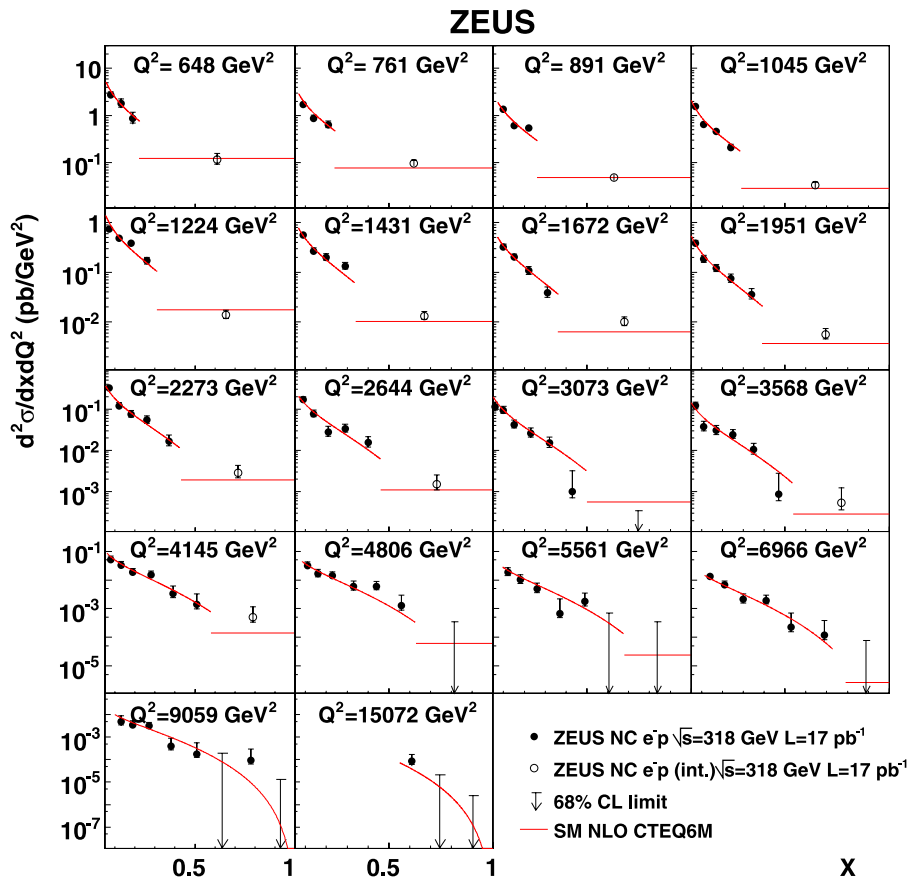 ZEUS
Q²= 648 GeV² Q²= 761 GeV² Q²= 891 GeV² Q²=1045 GeV²
10
1
10⁻¹
10⁻²
Q²=1224 GeV² Q²=1431 GeV² Q²=1672 GeV² Q²=1951 GeV²
1
10⁻¹
10⁻²
d²σ/dxdQ² (pb/GeV²)
Q²=2273 GeV² Q²=2644 GeV² Q²=3073 GeV² Q²=3568 GeV²
10⁻¹
10⁻²
10⁻³
Q²=4145 GeV² Q²=4806 GeV² Q²=5561 GeV² Q²=6966 GeV²
10⁻¹
10⁻³
10⁻⁵
Q²=9059 GeV² Q²=15072 GeV²
10⁻³
10⁻⁵
10⁻⁷
ZEUS NC e⁻p √s=318 GeV L=17 pb⁻¹
ZEUS NC e⁻p (int.)√s=318 GeV L=17 pb⁻¹
68% CL limit
SM NLO CTEQ6M
0.5 1 0.5 1 X